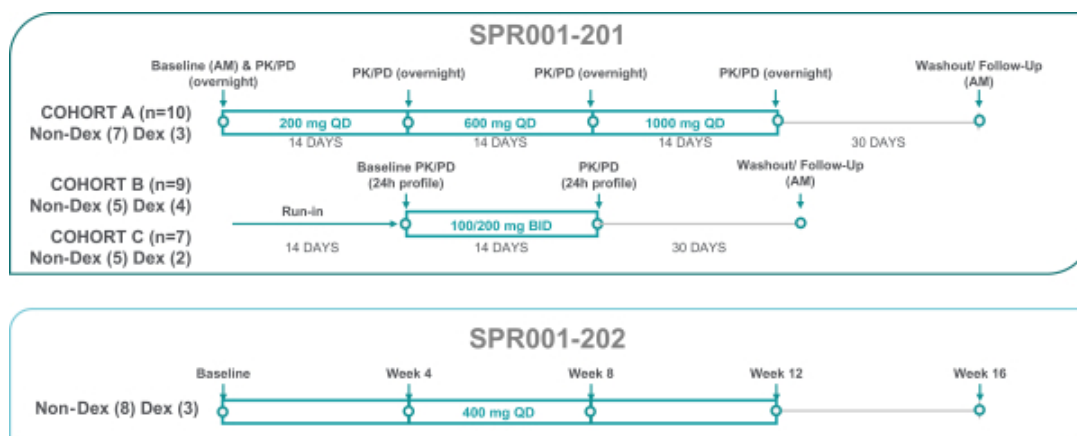 SPR001-201
Baseline (AM) & PK/PD
(overnight)
PK/PD (overnight)
PK/PD (overnight)
PK/PD (overnight)
Washout/ Follow-Up
(AM)
COHORT A (n=10)
Non-Dex (7) Dex (3)
200 mg QD
600 mg QD
1000 mg QD
14 DAYS
14 DAYS
14 DAYS
30 DAYS
Baseline PK/PD
(24h profile)
PK/PD
(24h profile)
Washout/ Follow-Up
(AM)
COHORT B (n=9)
Non-Dex (5) Dex (4)
Run-in
100/200 mg BID
COHORT C (n=7)
Non-Dex (5) Dex (2)
14 DAYS
14 DAYS
30 DAYS
SPR001-202
Baseline
Week 4
Week 8
Week 12
Week 16
Non-Dex (8) Dex (3)
400 mg QD